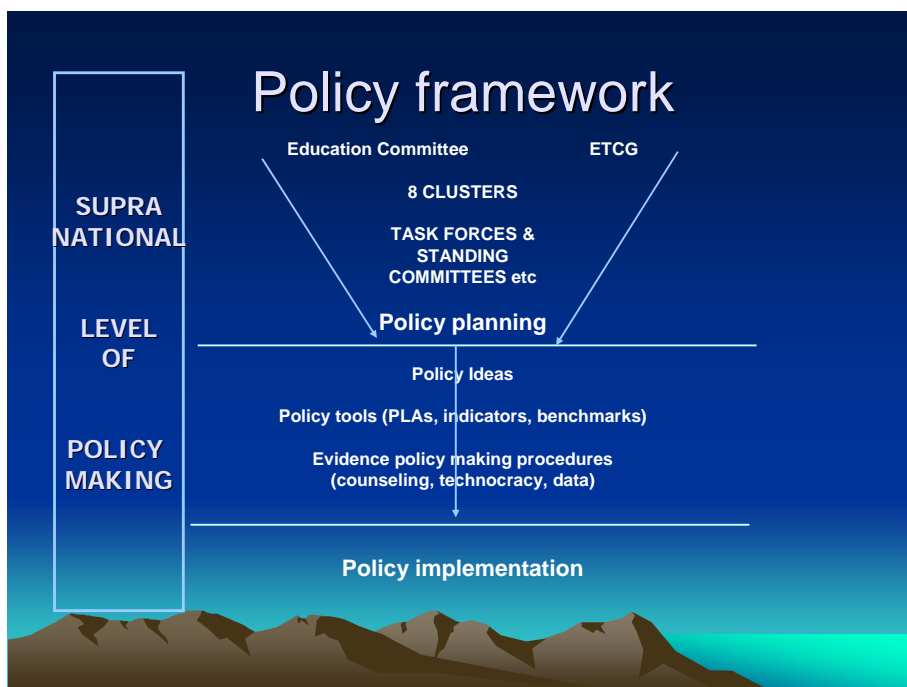 Policy framework
Education Committee ETCG
8 CLUSTERS
TASK FORCES &
STANDING
COMMITTEES etc
Policy planning
Policy Ideas
Policy tools (PLAs, indicators, benchmarks)
Evidence policy making procedures
(counseling, technocracy, data)
Policy implementation
SUPRA
NATIONAL
LEVEL
OF
POLICY
MAKING